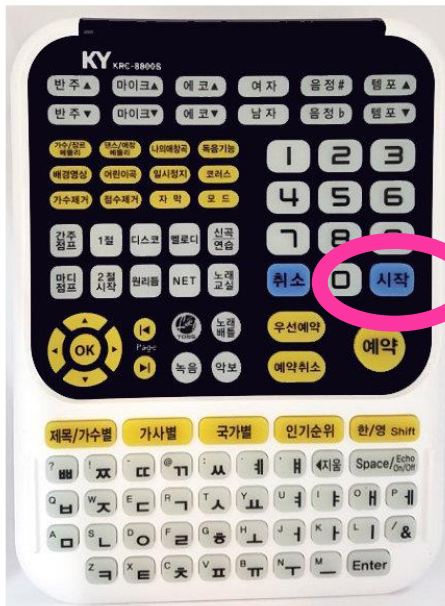 KY KRC-8800S
반주▲ 마이크▲ 에코▲ 여자 음정# 템포▲
반주▼ 마이크▼ 에코▼ 남자 음정b 템포▼
가수/장르 배틀리 댄스/애창 배틀리 나의애창곡 녹음기능
배경영상 어린이곡 일시정지 코러스
가수제거 점수제거 자막 모드
1 2 3
4 5 6
7 8
간주 점프 1절 디스코 멜로디 신곡 연습
마디 점프 2절 시작 원리듬 NET 노래 교실
취소 0 시작
OK Page 노래 배틀 우선예약 예약
녹음 악보 예약취소
제목/가수별 가사별 국가별 인기순위 한/영 Shift
? ㅃ ! ㅉ - ㄸ @ ㄲ : ㅆ ㅖ ' ㅒ ◀지움 Space/Echo On/Off
Q ㅂ W ㅈ E ㄷ R ㄱ T ㅅ Y ㅛ U ㅕ I ㅑ O ㅐ P ㅔ
A ㅁ S ㄴ D ㅇ F ㄹ G ㅎ H ㅗ J ㅓ K ㅏ L ㅣ / &
Z ㅋ X ㅌ C ㅊ V ㅍ B ㅠ N ㅜ M ㅡ Enter